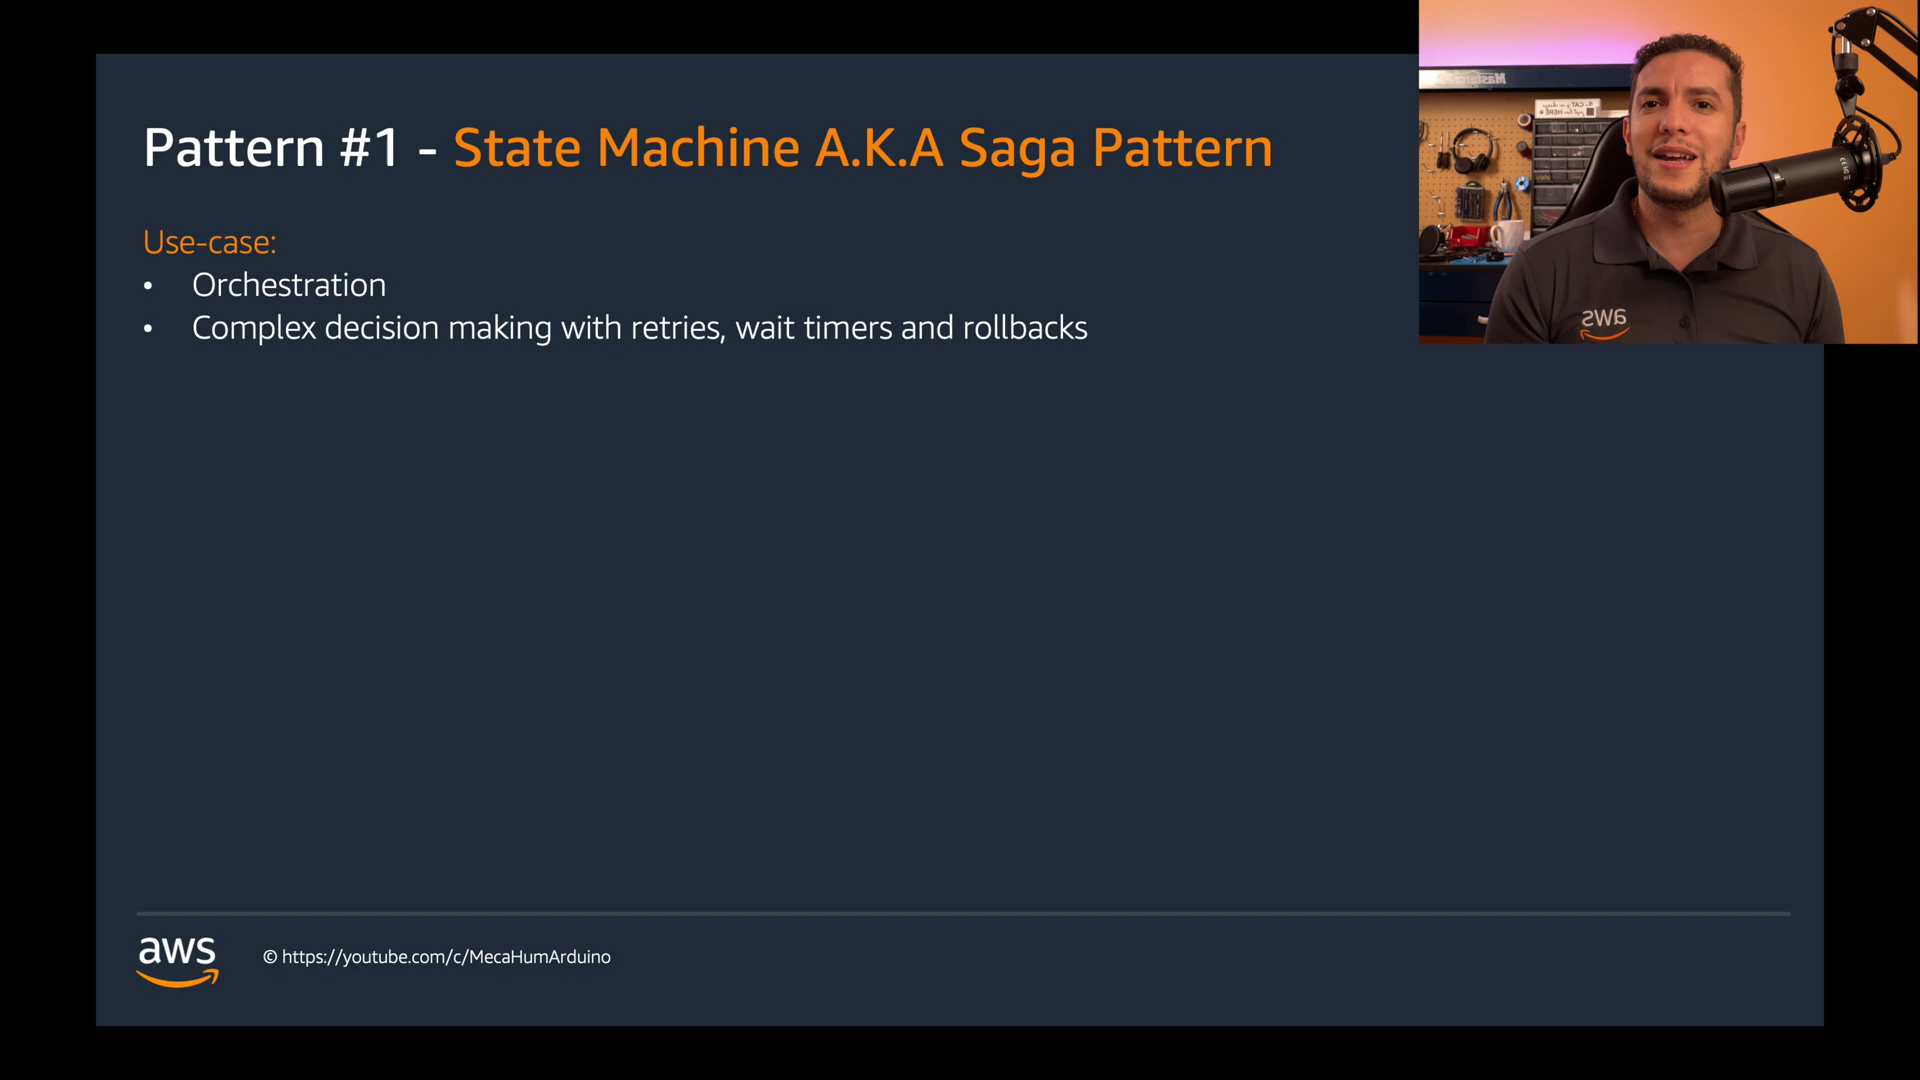 Pattern #1 - State Machine A.K.A Saga Pattern
Use-case:
• Orchestration
• Complex decision making with retries, wait timers and rollbacks
aws
© https://youtube.com/c/MecaHumArduino
aws